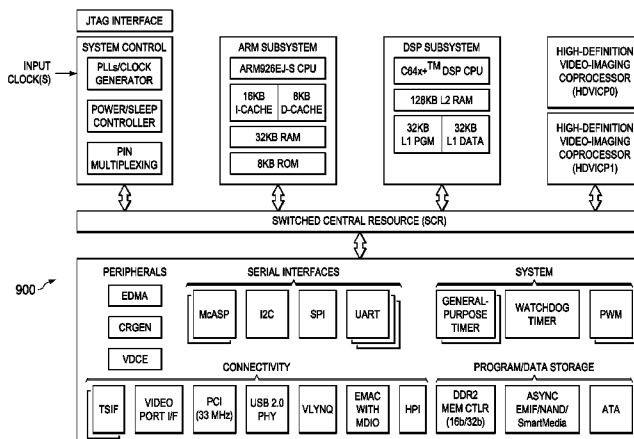 JTAG INTERFACE
INPUT
CLOCK(S)
SYSTEM CONTROL
PLLs/CLOCK
GENERATOR
POWER/SLEEP
CONTROLLER
PIN
MULTIPLEXING
ARM SUBSYSTEM
ARM926EJ-S CPU
16KB
I-CACHE
8KB
D-CACHE
32KB RAM
8KB ROM
DSP SUBSYSTEM
C64x+™ DSP CPU
128KB L2 RAM
32KB
L1 PGM
32KB
L1 DATA
HIGH-DEFINITION
VIDEO-IMAGING
COPROCESSOR
(HDVICP0)
HIGH-DEFINITION
VIDEO-IMAGING
COPROCESSOR
(HDVICP1)
SWITCHED CENTRAL RESOURCE (SCR)
900
PERIPHERALS
EDMA
CRGEN
VDCE
SERIAL INTERFACES
McASP
I2C
SPI
UART
SYSTEM
GENERAL-
PURPOSE
TIMER
WATCHDOG
TIMER
PWM
CONNECTIVITY
TSIF
VIDEO
PORT I/F
PCI
(33 MHz)
USB 2.0
PHY
VLYNQ
EMAC
WITH
MDIO
HPI
PROGRAM/DATA STORAGE
DDR2
MEM CTLR
(16b/32b)
ASYNC
EMIF/NAND/
SmartMedia
ATA